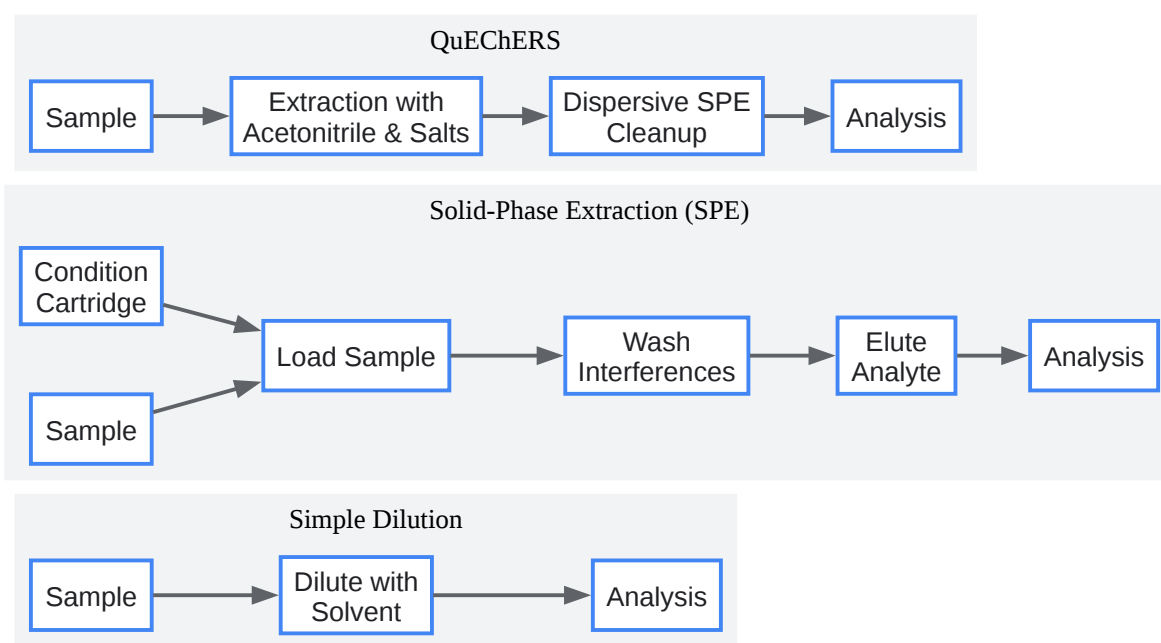 QuEChERS
Sample
Extraction with
Acetonitrile & Salts
Dispersive SPE
Cleanup
Analysis
Solid-Phase Extraction (SPE)
Condition
Cartridge
Sample
Load Sample
Wash
Interferences
Elute
Analyte
Analysis
Simple Dilution
Sample
Dilute with
Solvent
Analysis